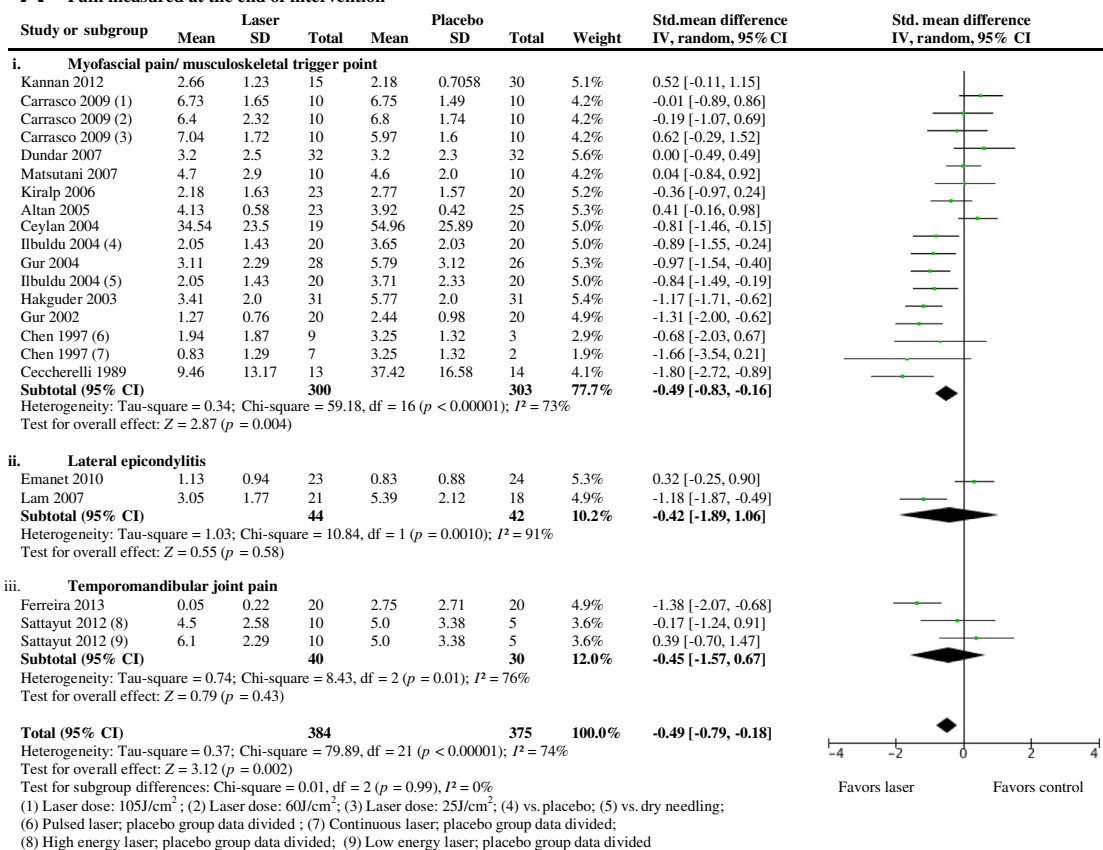 Study or subgroup Laser Placebo Std.mean difference Std. mean difference
Mean SD Total Mean SD Total Weight IV, random, 95% CI IV, random, 95% CI
i. Myofascial pain/ musculoskeletal trigger point
Kannan 2012 2.66 1.23 15 2.18 0.7058 30 5.1% 0.52 [-0.11, 1.15]
Carrasco 2009 (1) 6.73 1.65 10 6.75 1.49 10 4.2% -0.01 [-0.89, 0.86]
Carrasco 2009 (2) 6.4 2.32 10 6.8 1.74 10 4.2% -0.19 [-1.07, 0.69]
Carrasco 2009 (3) 7.04 1.72 10 5.97 1.6 10 4.2% 0.62 [-0.29, 1.52]
Dundar 2007 3.2 2.5 32 3.2 2.3 32 5.6% 0.00 [-0.49, 0.49]
Matsutani 2007 4.7 2.9 10 4.6 2.0 10 4.2% 0.04 [-0.84, 0.92]
Kiralp 2006 2.18 1.63 23 2.77 1.57 20 5.2% -0.36 [-0.97, 0.24]
Altan 2005 4.13 0.58 23 3.92 0.42 25 5.3% 0.41 [-0.16, 0.98]
Ceylan 2004 34.54 23.5 19 54.96 25.89 20 5.0% -0.81 [-1.46, -0.15]
Ilbuldu 2004 (4) 2.05 1.43 20 3.65 2.03 20 5.0% -0.89 [-1.55, -0.24]
Gur 2004 3.11 2.29 28 5.79 3.12 26 5.3% -0.97 [-1.54, -0.40]
Ilbuldu 2004 (5) 2.05 1.43 20 3.71 2.33 20 5.0% -0.84 [-1.49, -0.19]
Hakguder 2003 3.41 2.0 31 5.77 2.0 31 5.4% -1.17 [-1.71, -0.62]
Gur 2002 1.27 0.76 20 2.44 0.98 20 4.9% -1.31 [-2.00, -0.62]
Chen 1997 (6) 1.94 1.87 9 3.25 1.32 3 2.9% -0.68 [-2.03, 0.67]
Chen 1997 (7) 0.83 1.29 7 3.25 1.32 2 1.9% -1.66 [-3.54, 0.21]
Ceccherelli 1989 9.46 13.17 13 37.42 16.58 14 4.1% -1.80 [-2.72, -0.89]
Subtotal (95% CI) 300 303 77.7% -0.49 [-0.83, -0.16]
Heterogeneity: Tau-square = 0.34; Chi-square = 59.18, df = 16 (p < 0.00001); I² = 73%
Test for overall effect: Z = 2.87 (p = 0.004)
ii. Lateral epicondylitis
Emanet 2010 1.13 0.94 23 0.83 0.88 24 5.3% 0.32 [-0.25, 0.90]
Lam 2007 3.05 1.77 21 5.39 2.12 18 4.9% -1.18 [-1.87, -0.49]
Subtotal (95% CI) 44 42 10.2% -0.42 [-1.89, 1.06]
Heterogeneity: Tau-square = 1.03; Chi-square = 10.84, df = 1 (p = 0.0010); I² = 91%
Test for overall effect: Z = 0.55 (p = 0.58)
iii. Temporomandibular joint pain
Ferreira 2013 0.05 0.22 20 2.75 2.71 20 4.9% -1.38 [-2.07, -0.68]
Sattayut 2012 (8) 4.5 2.58 10 5.0 3.38 5 3.6% -0.17 [-1.24, 0.91]
Sattayut 2012 (9) 6.1 2.29 10 5.0 3.38 5 3.6% 0.39 [-0.70, 1.47]
Subtotal (95% CI) 40 30 12.0% -0.45 [-1.57, 0.67]
Heterogeneity: Tau-square = 0.74; Chi-square = 8.43, df = 2 (p = 0.01); I² = 76%
Test for overall effect: Z = 0.79 (p = 0.43)
Total (95% CI) 384 375 100.0% -0.49 [-0.79, -0.18]
Heterogeneity: Tau-square = 0.37; Chi-square = 79.89, df = 21 (p < 0.00001); I² = 74%
Test for overall effect: Z = 3.12 (p = 0.002)
Test for subgroup differences: Chi-square = 0.01, df = 2 (p = 0.99), I² = 0%
-4 -2 0 2 4
Favors laser Favors control
(1) Laser dose: 105J/cm²; (2) Laser dose: 60J/cm²; (3) Laser dose: 25J/cm²; (4) vs.placebo; (5) vs. dry needling;
(6) Pulsed laser; placebo group data divided ; (7) Continuous laser; placebo group data divided;
(8) High energy laser; placebo group data divided; (9) Low energy laser; placebo group data divided